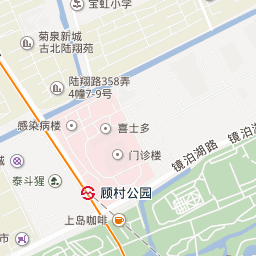 宝虹小学
菊泉新城
古北陆翔苑
陆翔路358弄
4幢7-9号
感染病楼
喜士多
门诊楼
镜泊湖路
镜泊湖
泰斗猩
顾村公园
上岛咖啡
市